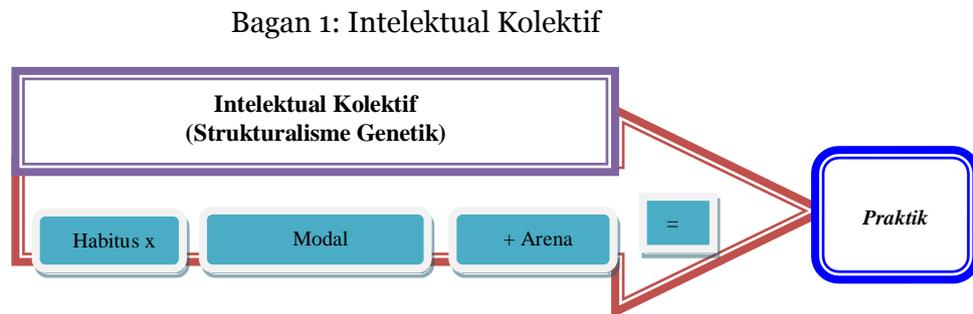 Bagan 1: Intelektual Kolektif
Intelektual Kolektif
(Strukturalisme Genetik)
Habitus x
Modal
+ Arena
=
Praktik